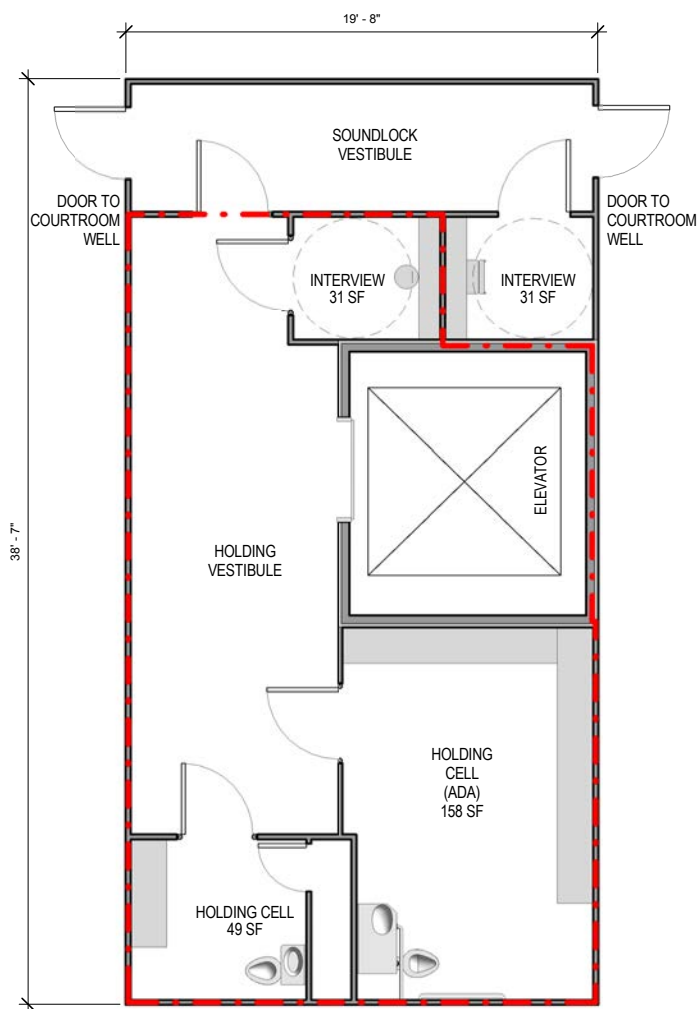 19' - 8"
SOUNDLOCK
VESTIBULE
DOOR TO
COURTROOM
WELL
DOOR TO
COURTROOM
WELL
INTERVIEW
31 SF
INTERVIEW
31 SF
ELEVATOR
38' - 7"
HOLDING
VESTIBULE
HOLDING
CELL
(ADA)
158 SF
HOLDING CELL
49 SF